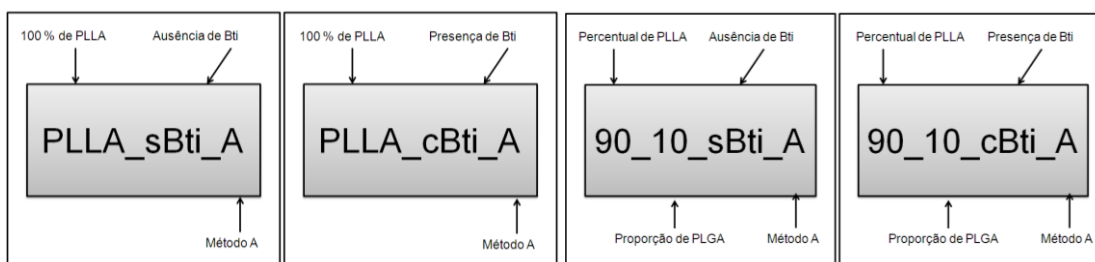 100 % de PLLA
Ausência de Bti
PLLA_sBti_A
Método A
100 % de PLLA
Presença de Bti
PLLA_cBti_A
Método A
Percentual de PLLA
Ausência de Bti
90_10_sBti_A
Proporção de PLGA
Método A
Percentual de PLLA
Presença de Bti
90_10_cBti_A
Proporção de PLGA
Método A